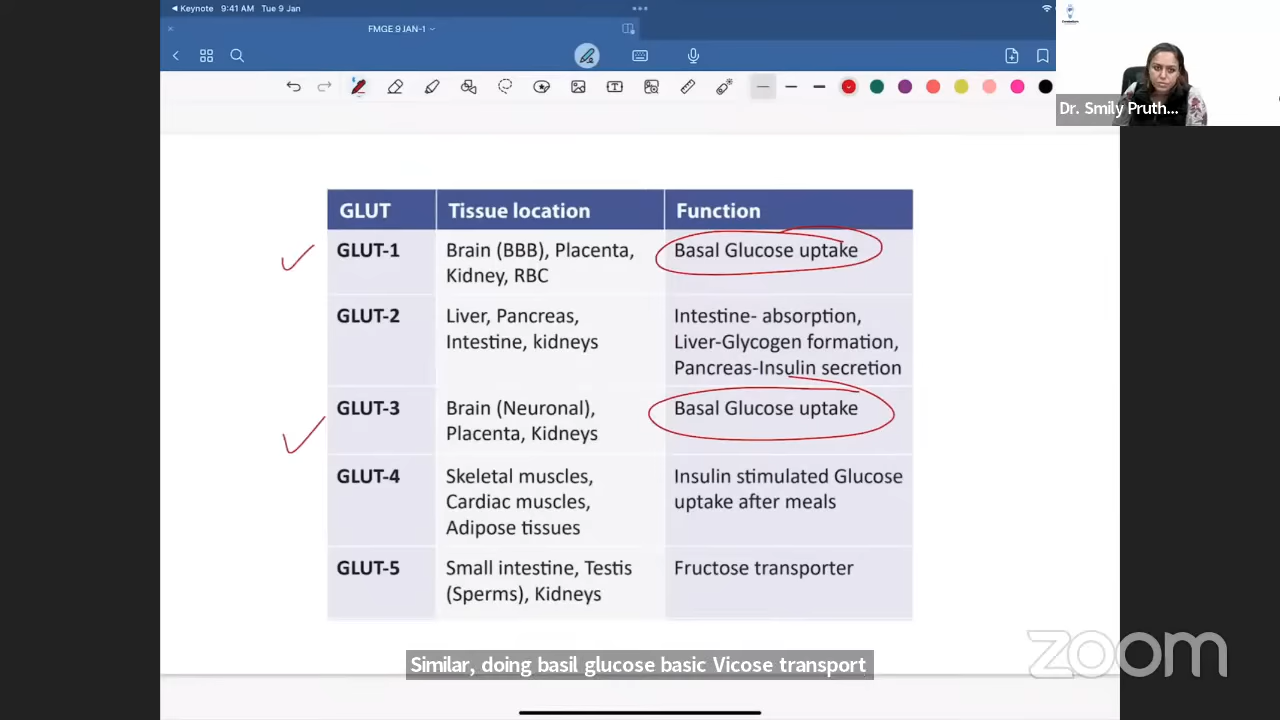 Keynote 9:41 AM Tue 9 Jan
FMGE 9 JAN-1
Dr. Smily Pruth...
GLUT Tissue location Function
GLUT-1 Brain (BBB), Placenta, Basal Glucose uptake
Kidney, RBC
GLUT-2 Liver, Pancreas, Intestine- absorption,
Intestine, kidneys Liver-Glycogen formation,
Pancreas-Insulin secretion
GLUT-3 Brain (Neuronal), Basal Glucose uptake
Placenta, Kidneys
GLUT-4 Skeletal muscles, Insulin stimulated Glucose
Cardiac muscles, uptake after meals
Adipose tissues
GLUT-5 Small intestine, Testis Fructose transporter
(Sperms), Kidneys
zoom
Similar, doing basil glucose basic Vicose transport